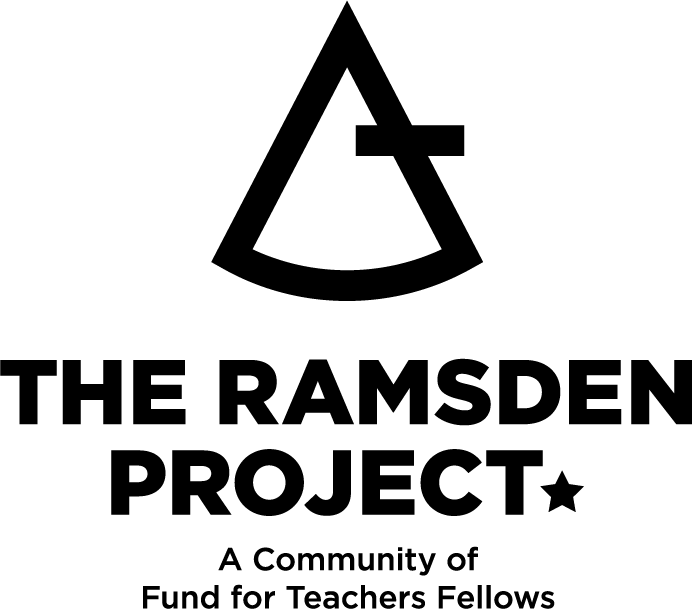 THE RAMSDEN
PROJECT
A Community of
Fund for Teachers Fellows